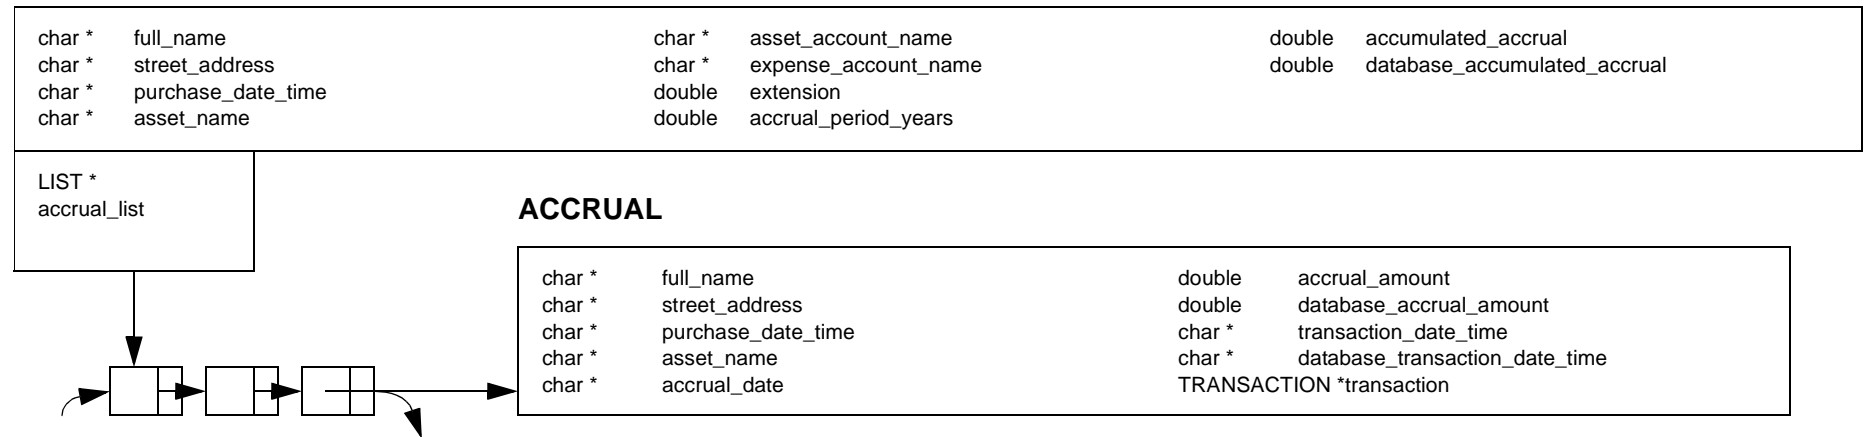 char * full_name
char * street_address
char * purchase_date_time
char * asset_name
char * asset_account_name
char * expense_account_name
double extension
double accrual_period_years
double accumulated_accrual
double database_accumulated_accrual
LIST *
accrual_list
ACCRUAL
char * full_name
char * street_address
char * purchase_date_time
char * asset_name
char * accrual_date
double accrual_amount
double database_accrual_amount
char * transaction_date_time
char * database_transaction_date_time
TRANSACTION *transaction